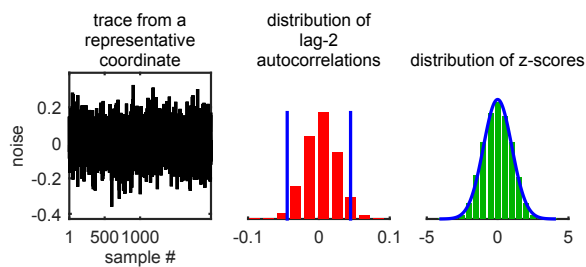 trace from a
representative
coordinate
noise
0.2
0
-0.2
-0.4
1 500 1000
sample #
distribution of
lag-2
autocorrelations
-0.1 0 0.1
distribution of z-scores
-5 0 5